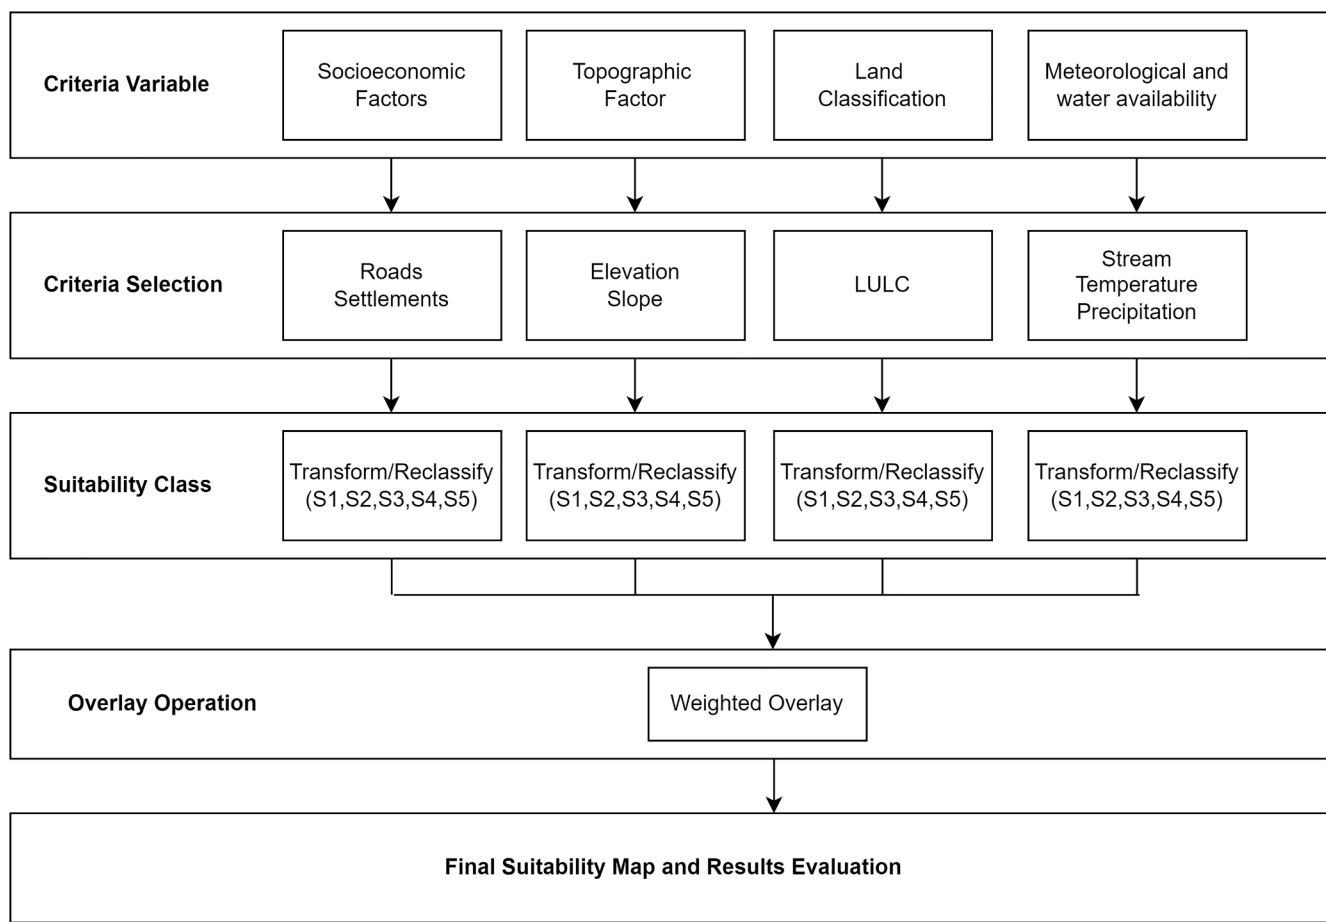 Criteria Variable
Socioeconomic
Factors
Topographic
Factor
Land
Classification
Meteorological and
water availability
Criteria Selection
Roads
Settlements
Elevation
Slope
LULC
Stream
Temperature
Precipitation
Suitability Class
Transform/Reclassify
(S1,S2,S3,S4,S5)
Transform/Reclassify
(S1,S2,S3,S4,S5)
Transform/Reclassify
(S1,S2,S3,S4,S5)
Transform/Reclassify
(S1,S2,S3,S4,S5)
Overlay Operation
Weighted Overlay
Final Suitability Map and Results Evaluation